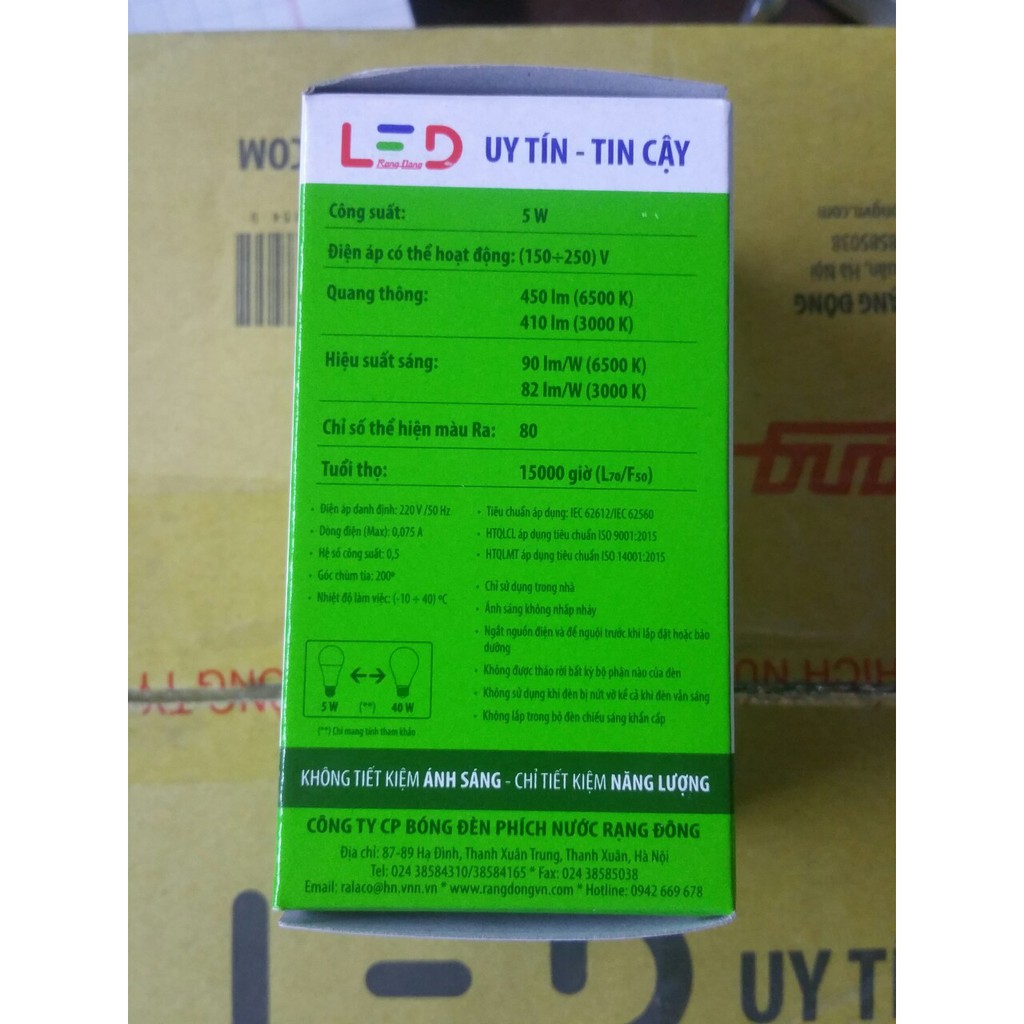 LED UY TÍN - TIN CẬY
Rạng Đông
Công suất: 5 W
Điện áp có thể hoạt động: (150÷250) V
Quang thông: 450 lm (6500 K)
410 lm (3000 K)
Hiệu suất sáng: 90 lm/W (6500 K)
82 lm/W (3000 K)
Chỉ số thể hiện màu Ra: 80
Tuổi thọ: 15000 giờ (L70/F50)
• Điện áp danh định: 220 V /50 Hz
• Dòng điện (Max): 0,075 A
• Hệ số công suất: 0,5
• Góc chùm tia: 200º
• Nhiệt độ làm việc: (-10 ÷ 40) ºC
5 W (**) 40 W
(**) Chỉ mang tính tham khảo
• Tiêu chuẩn áp dụng: IEC 62612/IEC 62560
• HTQLCL áp dụng tiêu chuẩn ISO 9001:2015
• HTQLMT áp dụng tiêu chuẩn ISO 14001:2015
• Chỉ sử dụng trong nhà
• Ánh sáng không nhấp nháy
• Ngắt nguồn điện và để nguội trước khi lắp đặt hoặc bảo
dưỡng
• Không được tháo rời bất kỳ bộ phận nào của đèn
• Không sử dụng khi đèn bị nứt vỡ kể cả khi đèn vẫn sáng
• Không lắp trong bộ đèn chiếu sáng khẩn cấp
KHÔNG TIẾT KIỆM ÁNH SÁNG - CHỈ TIẾT KIỆM NĂNG LƯỢNG
CÔNG TY CP BÓNG ĐÈN PHÍCH NƯỚC RẠNG ĐÔNG
Địa chỉ: 87-89 Hạ Đình, Thanh Xuân Trung, Thanh Xuân, Hà Nội
Tel: 024 38584310/38584165 * Fax: 024 38585038
Email: ralaco@hn.vnn.vn * www.rangdongvn.com * Hotline: 0942 669 678
LED UY TÍ